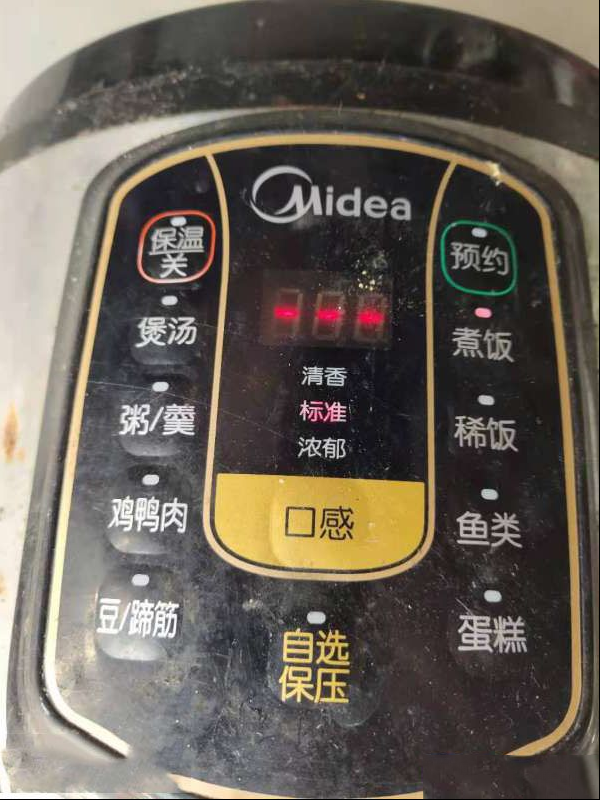 Midea
保温
关
煲汤
粥/羹
鸡鸭肉
豆/蹄筋
---
清香
标准
浓郁
口感
自选
保压
预约
煮饭
稀饭
鱼类
蛋糕